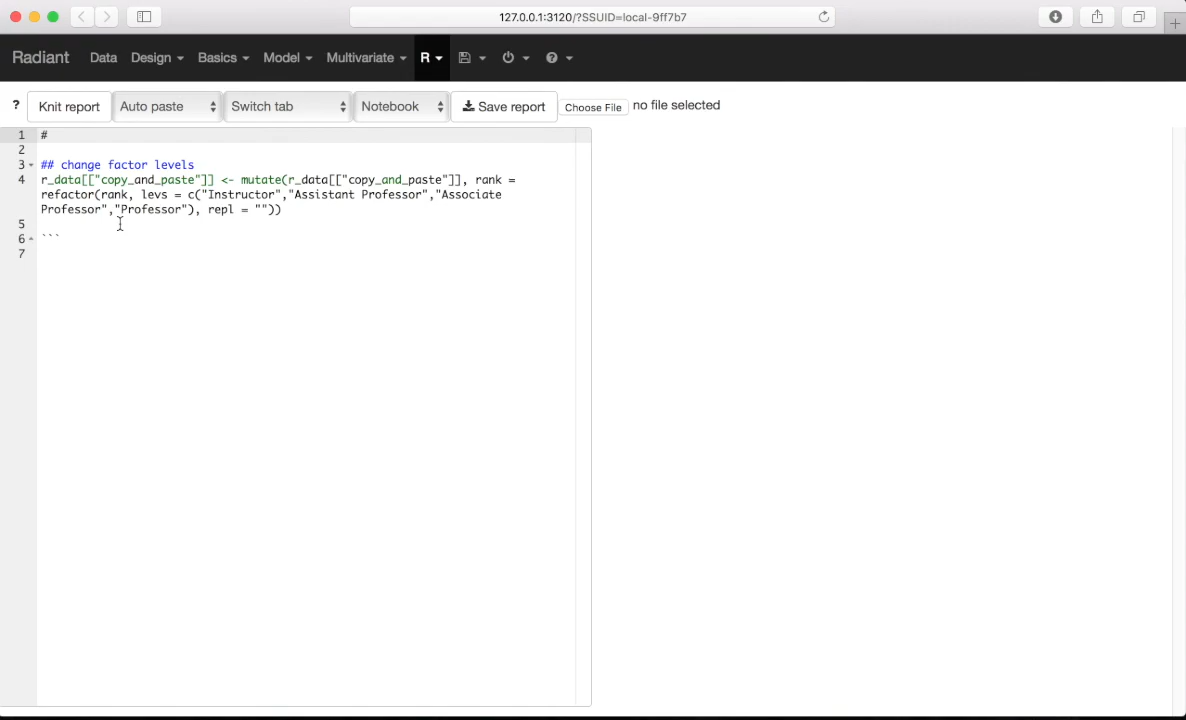 127.0.0.1:3120/?SSUID=local-9ff7b7
Radiant Data Design Basics Model Multivariate R ?
? Knit report Auto paste Switch tab Notebook Save report Choose File no file selected
1 #
2
3 ## change factor levels
4 r_data[["copy_and_paste"]] <- mutate(r_data[["copy_and_paste"]], rank =
refactor(rank, levs = c("Instructor","Assistant Professor","Associate
Professor","Professor"), repl = ""))
5
6 ```
7